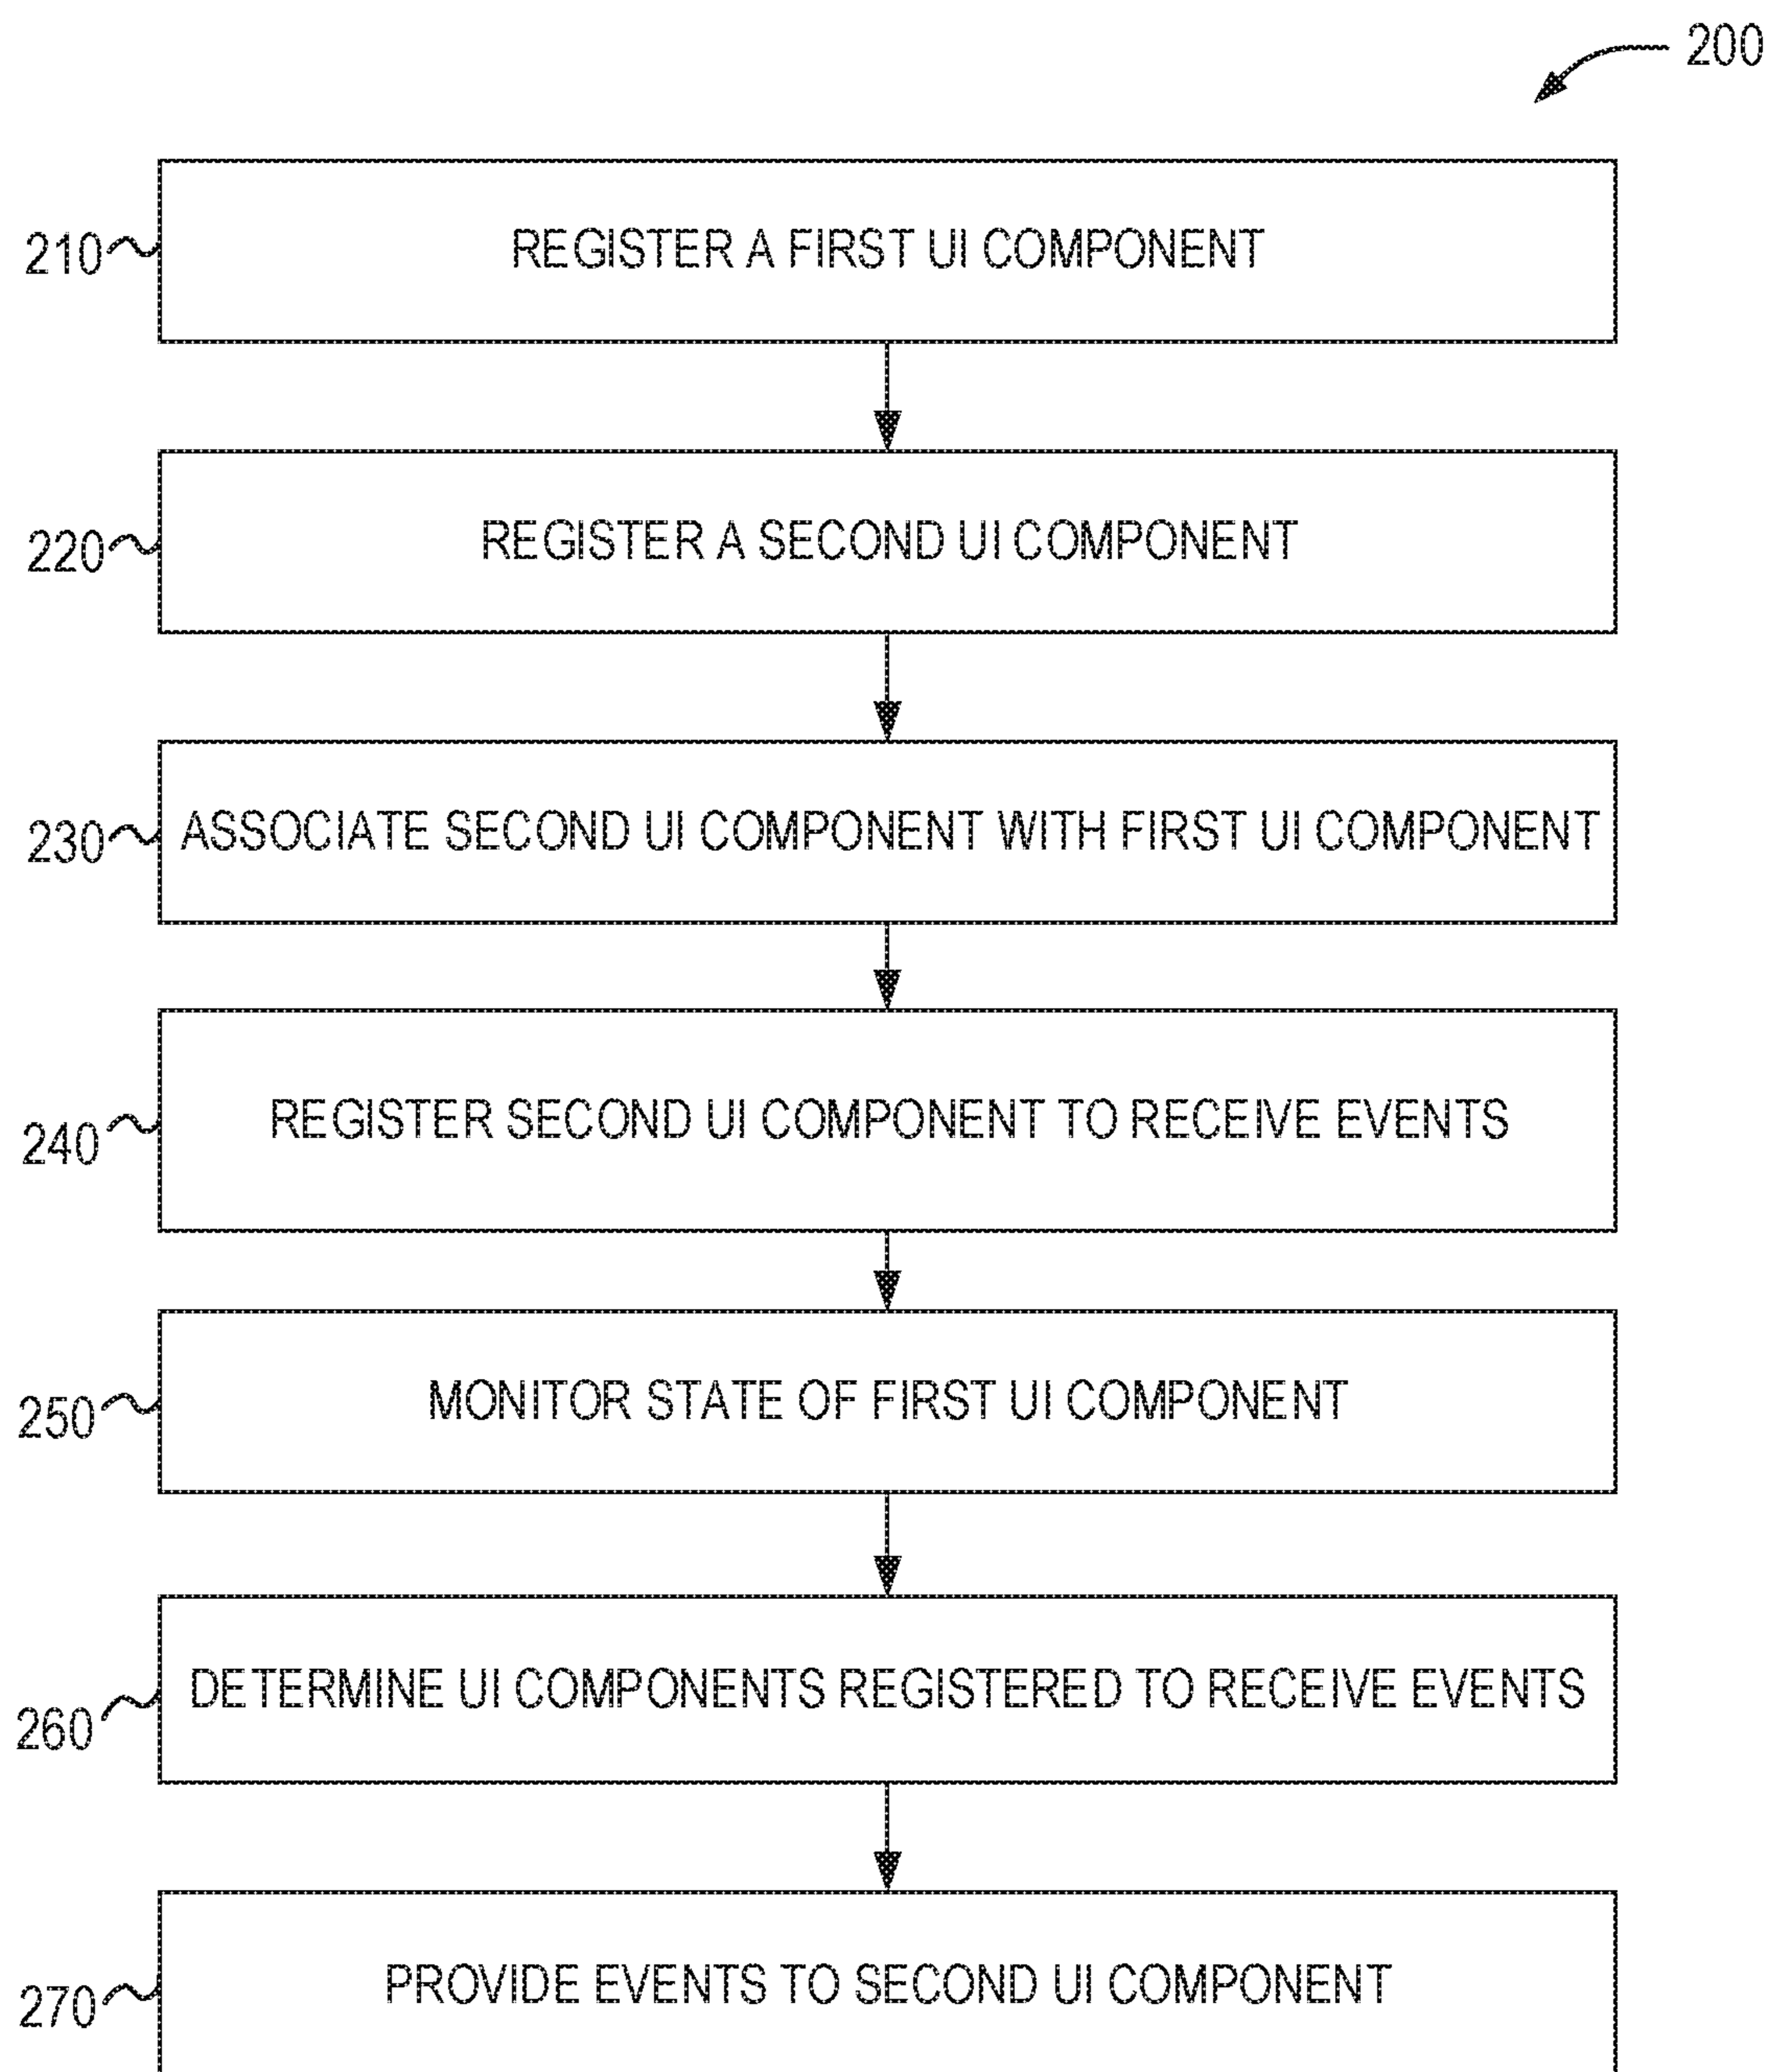 200
210
REGISTER A FIRST UI COMPONENT
220
REGISTER A SECOND UI COMPONENT
230
ASSOCIATE SECOND UI COMPONENT WITH FIRST UI COMPONENT
240
REGISTER SECOND UI COMPONENT TO RECEIVE EVENTS
250
MONITOR STATE OF FIRST UI COMPONENT
260
DETERMINE UI COMPONENTS REGISTERED TO RECEIVE EVENTS
270
PROVIDE EVENTS TO SECOND UI COMPONENT